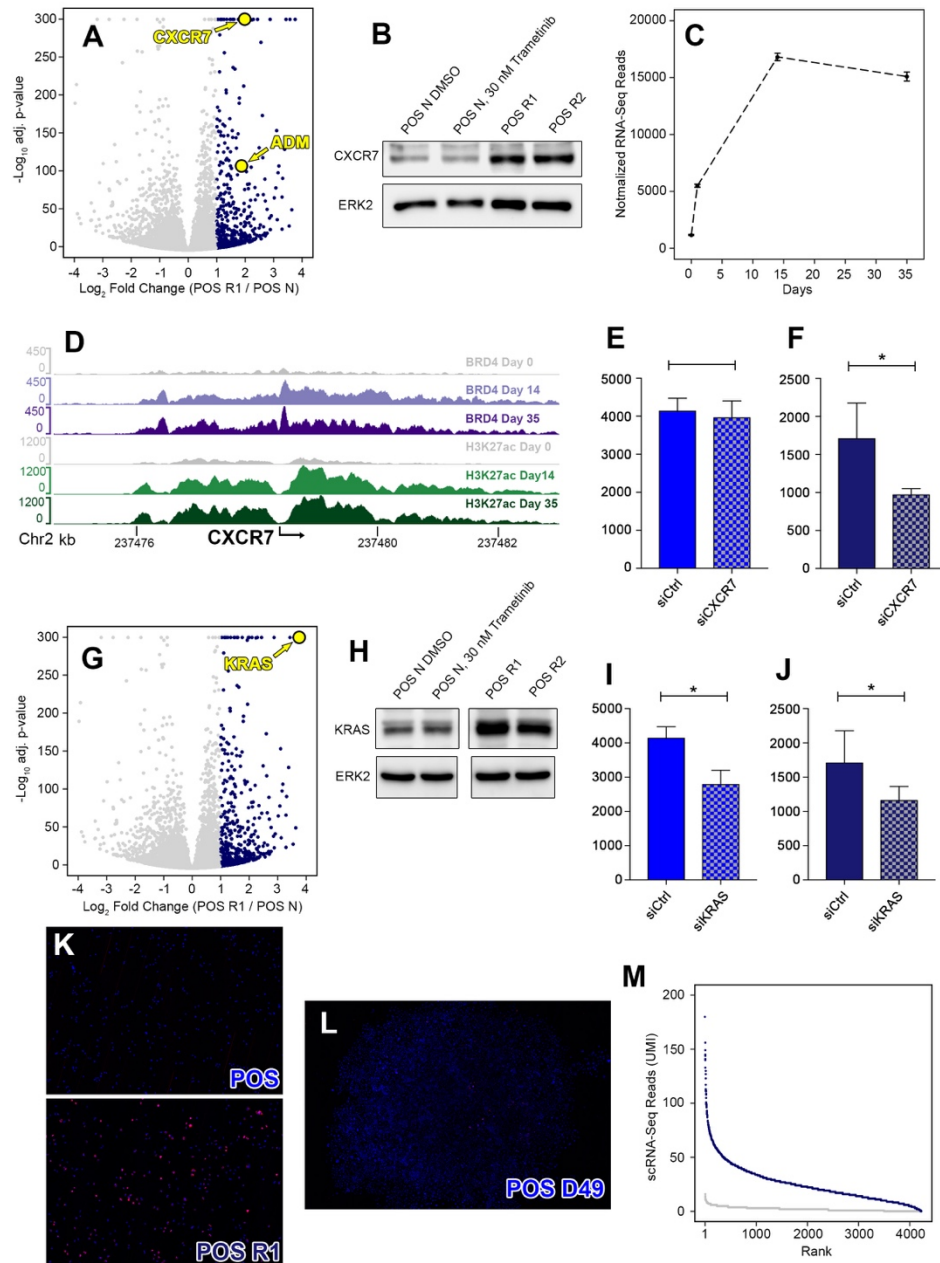 A
300
250
200
150
100
50
0
-Log10 adj. p-value
CXCR7
ADM
-4 -3 -2 -1 0 1 2 3 4
Log2 Fold Change (POS R1 / POS N)
B
POS N DMSO
POS N, 30 nM Trametinib
POS R1
POS R2
CXCR7
ERK2
C
20000
15000
10000
5000
0
Notmalized RNA-Seq Reads
0 5 10 15 20 25 30 35
Days
D
450
0
BRD4 Day 0
450
0
BRD4 Day 14
450
0
BRD4 Day 35
1200
0
H3K27ac Day 0
1200
0
H3K27ac Day14
1200
0
H3K27ac Day 35
Chr2 kb
237476
CXCR7
237480
237482
E
5000
4000
3000
2000
1000
0
siCtrl
siCXCR7
F
*
2500
2000
1500
1000
500
0
siCtrl
siCXCR7
G
300
250
200
150
100
50
0
-Log10 adj. p-value
KRAS
-4 -3 -2 -1 0 1 2 3 4
Log2 Fold Change (POS R1 / POS N)
H
POS N DMSO
POS N, 30 nM Trametinib
POS R1
POS R2
KRAS
ERK2
I
*
5000
4000
3000
2000
1000
0
siCtrl
siKRAS
J
*
2500
2000
1500
1000
500
0
siCtrl
siKRAS
K
POS
POS R1
L
POS D49
M
200
150
100
50
0
scRNA-Seq Reads (UMI)
1 1000 2000 3000 4000
Rank